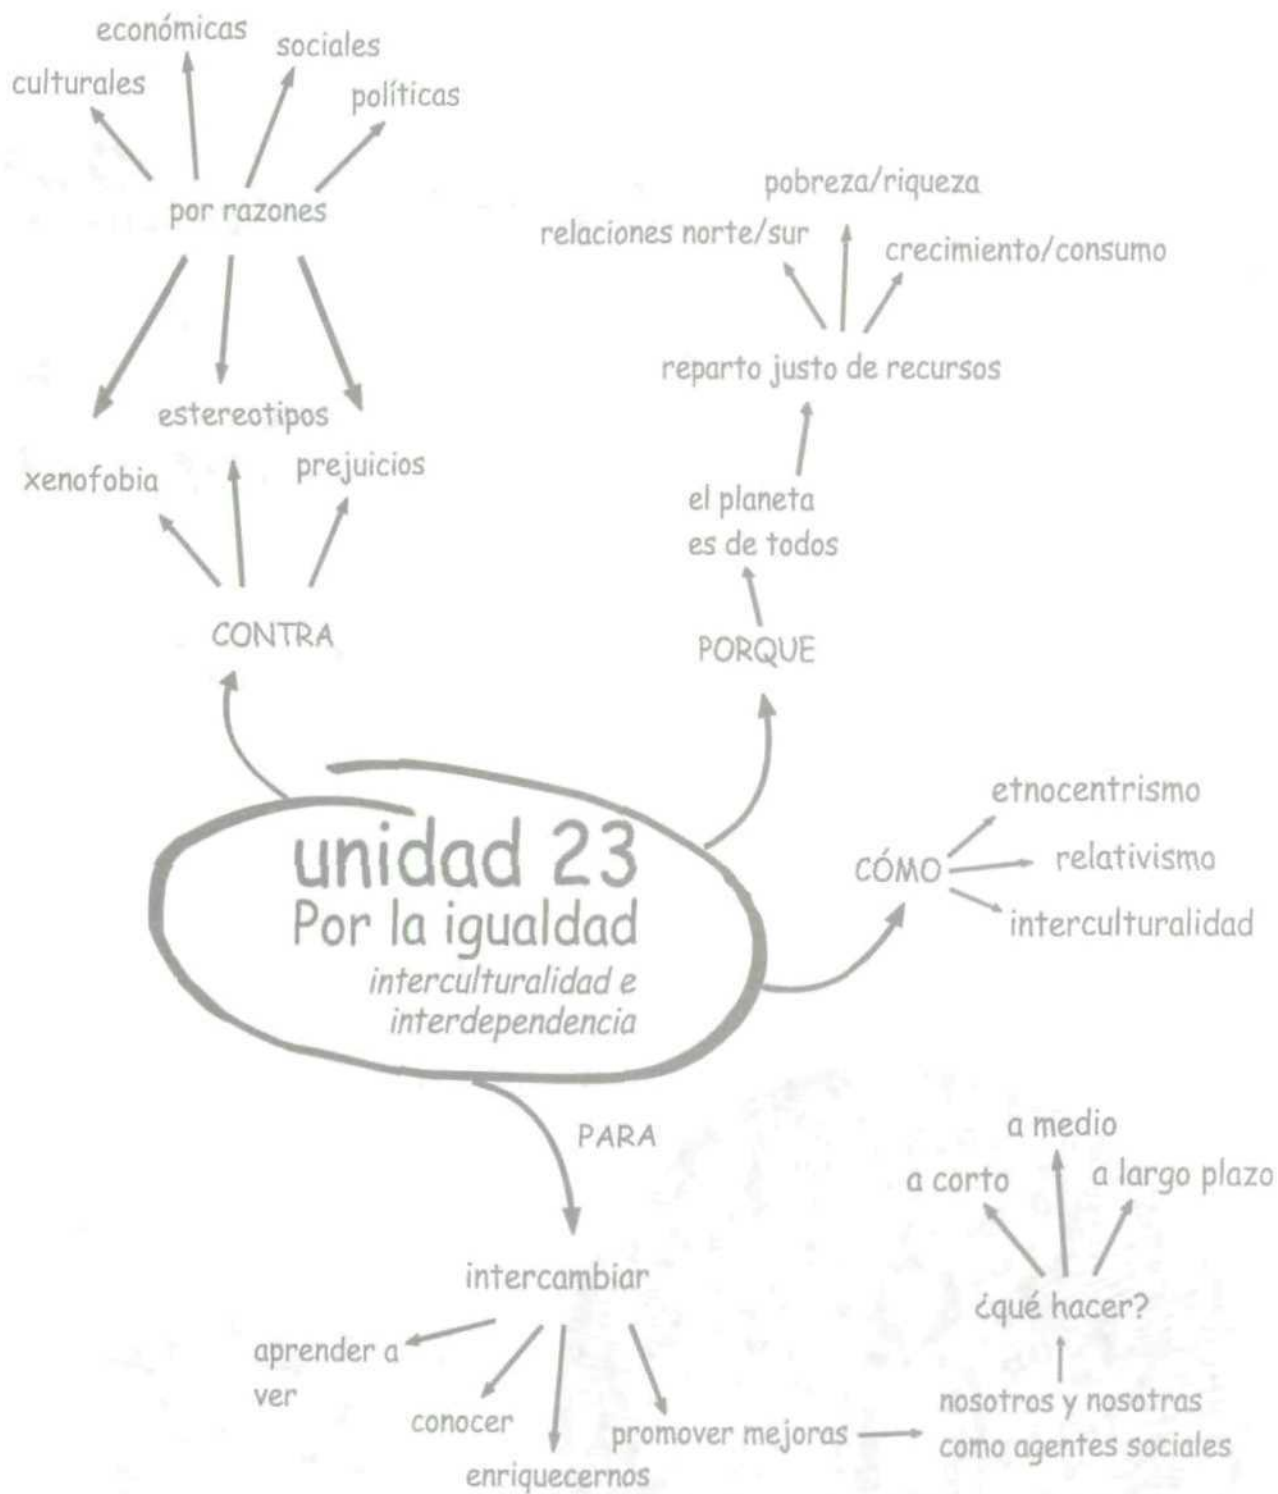 económicas
sociales
culturales
políticas
por razones
estereotipos
xenofobia
prejuicios
CONTRA
pobreza/riqueza
relaciones norte/sur
crecimiento/consumo
reparto justo de recursos
el planeta
es de todos
PORQUE
unidad 23
Por la igualdad
interculturalidad e
interdependencia
CÓMO
etnocentrismo
relativismo
interculturalidad
PARA
intercambiar
aprender a
ver
conocer
enriquecernos
promover mejoras
nosotros y nosotras
como agentes sociales
¿qué hacer?
a corto
a medio
a largo plazo